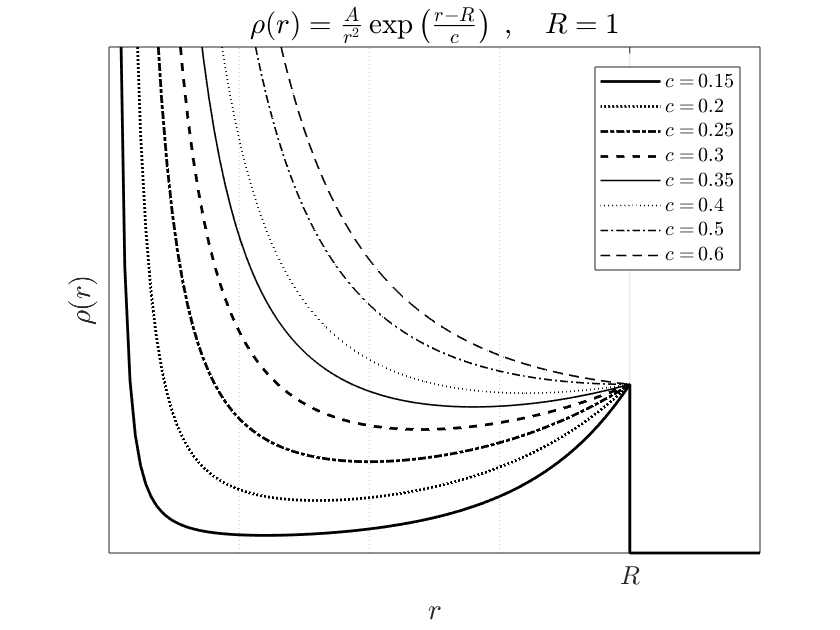 ρ(r) = A/r² exp((r−R)/c) , R = 1
c = 0.15
c = 0.2
c = 0.25
c = 0.3
c = 0.35
c = 0.4
c = 0.5
c = 0.6
ρ(r)
R
r